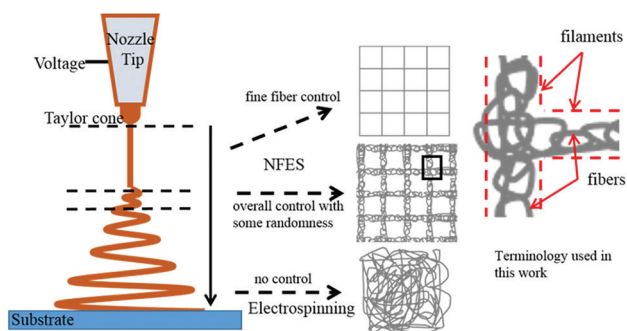 Nozzle
Tip
Voltage
Taylor cone
Substrate
fine fiber control
NFES
overall control with
some randomness
no control
Electrospinning
filaments
fibers
Terminology used in
this work